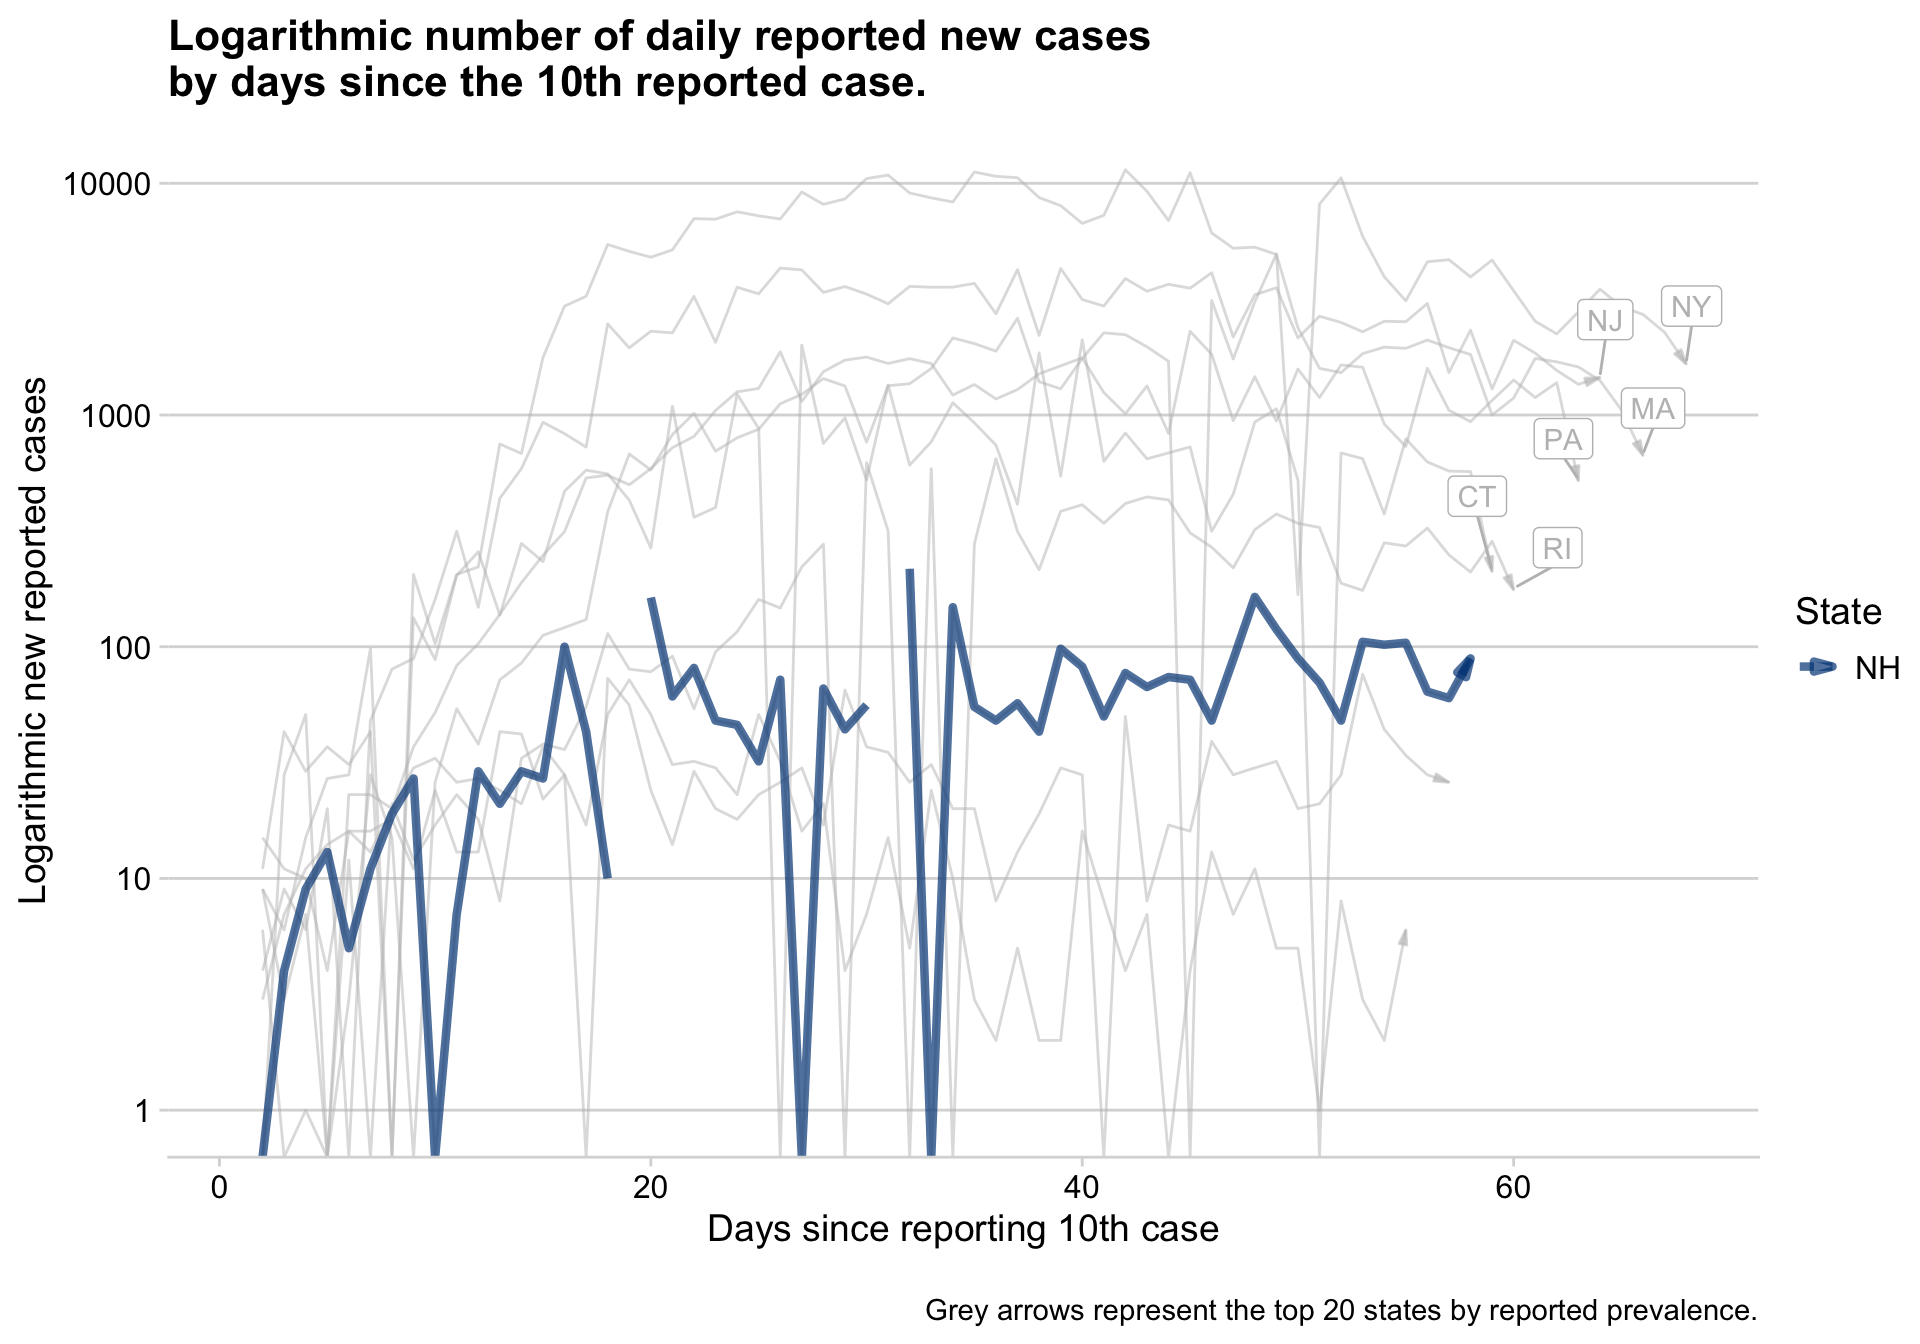 Logarithmic number of daily reported new cases
by days since the 10th reported case.
Logarithmic new reported cases
10000
1000
100
10
1
NJ
NY
MA
PA
CT
RI
State
NH
0
20
40
60
Days since reporting 10th case
Grey arrows represent the top 20 states by reported prevalence.